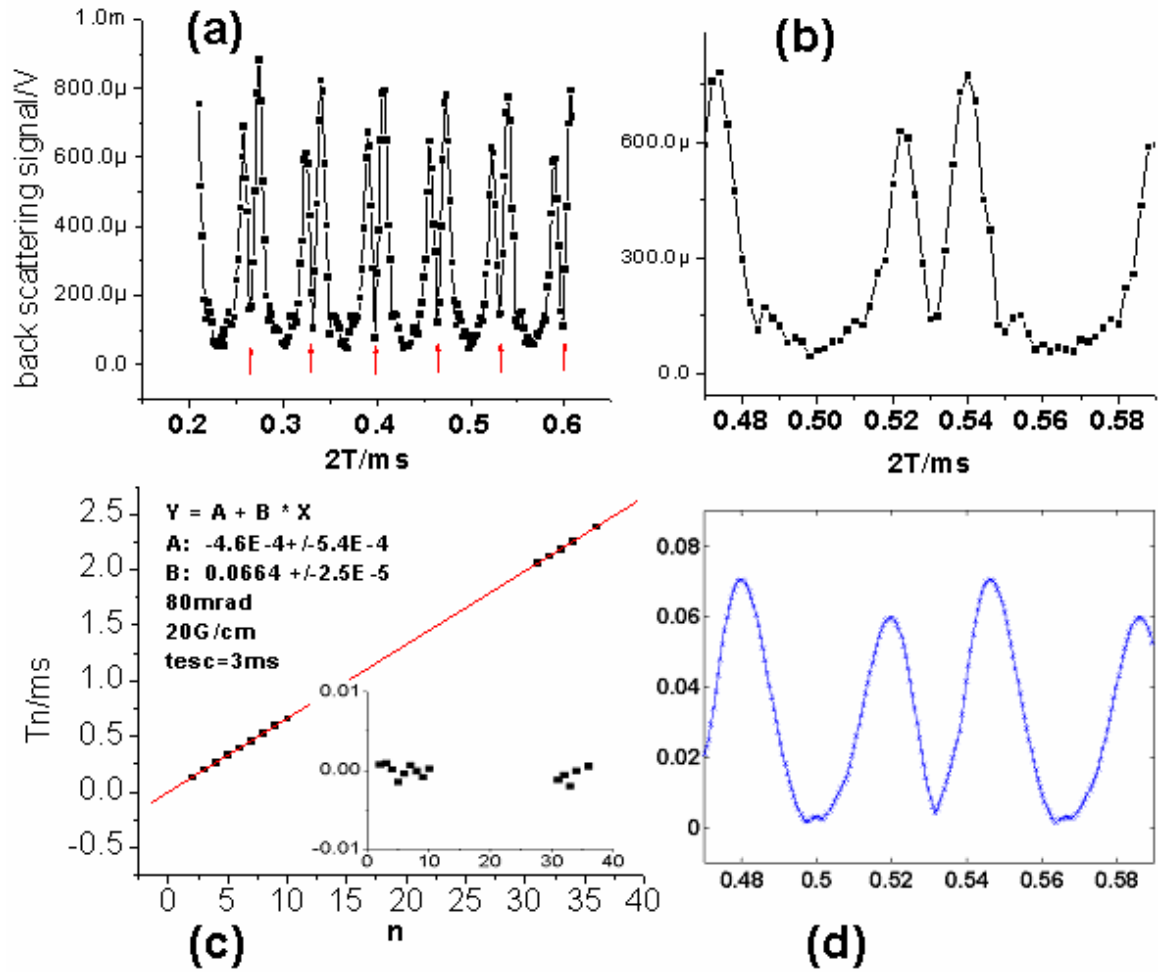 (a)
back scattering signal/V
1.0m
800.0μ
600.0μ
400.0μ
200.0μ
0.0
0.2 0.3 0.4 0.5 0.6
2T/ms
(b)
600.0μ
300.0μ
0.0
0.48 0.50 0.52 0.54 0.56 0.58
2T/ms
Tn/ms
2.5
2.0
1.5
1.0
0.5
0.0
-0.5
Y = A + B * X
A: -4.6E -4+/-5.4E -4
B: 0.0664 +/-2.5E -5
80mrad
20G/cm
tesc=3ms
0.01
0.00
-0.01
0 10 20 30 40
0 5 10 15 20 25 30 35 40
n
(c)
0.08
0.06
0.04
0.02
0
0.48 0.5 0.52 0.54 0.56 0.58
(d)